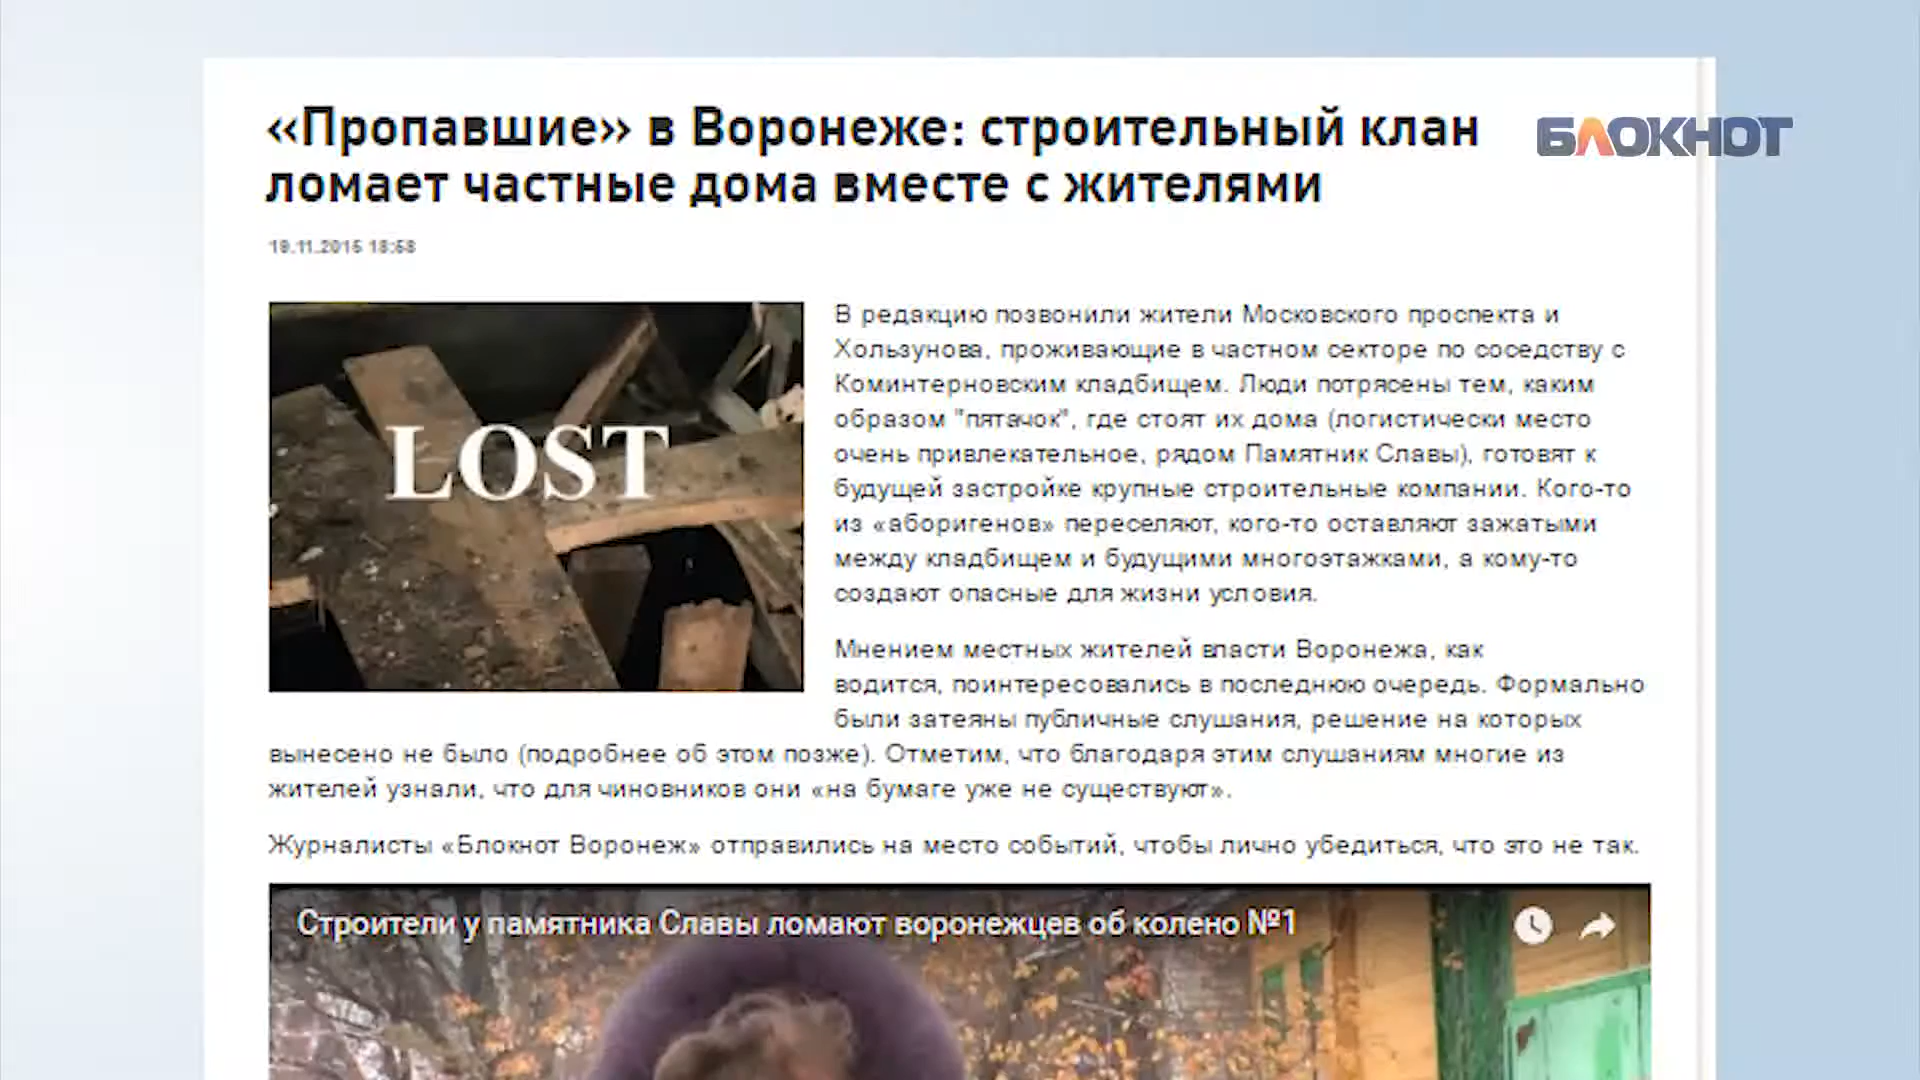 «Пропавшие» в Воронеже: строительный клан
ломает частные дома вместе с жителями
БЛОКНОТ
19.11.2015 18:58
LOST
В редакцию позвонили жители Московского проспекта и
Хользунова, проживающие в частном секторе по соседству с
Коминтерновским кладбищем. Люди потрясены тем, каким
образом "пятачок", где стоят их дома (логистически место
очень привлекательное, рядом Памятник Славы), готовят к
будущей застройке крупные строительные компании. Кого-то
из «аборигенов» переселяют, кого-то оставляют зажатыми
между кладбищем и будущими многоэтажками, а кому-то
создают опасные для жизни условия.
Мнением местных жителей власти Воронежа, как
водится, поинтересовались в последнюю очередь. Формально
были затеяны публичные слушания, решение на которых
вынесено не было (подробнее об этом позже). Отметим, что благодаря этим слушаниям многие из
жителей узнали, что для чиновников они «на бумаге уже не существуют».
Журналисты «Блокнот Воронеж» отправились на место событий, чтобы лично убедиться, что это не так.
Строители у памятника Славы ломают воронежцев об колено №1